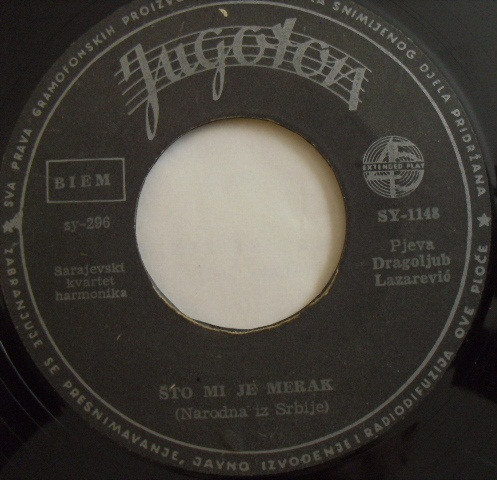 Jugoton
SVA PRAVA GRAMOFONSKIH PROIZVO
SNIMLJENOG DJELA PRIDRŽANA
ZABRANJUJE SE PRESNIMAVANJE, JAVNO IZVOĐENJE I RADIODIFUZIJA OVE PLOČE
BIEM
EXTENDED PLAY
sy-296
SY-1148
Sarajevski
kvartet
harmonika
Pjeva
Dragoljub
Lazarević
ŠTO MI JE MERAK
(Narodna iz Srbije)